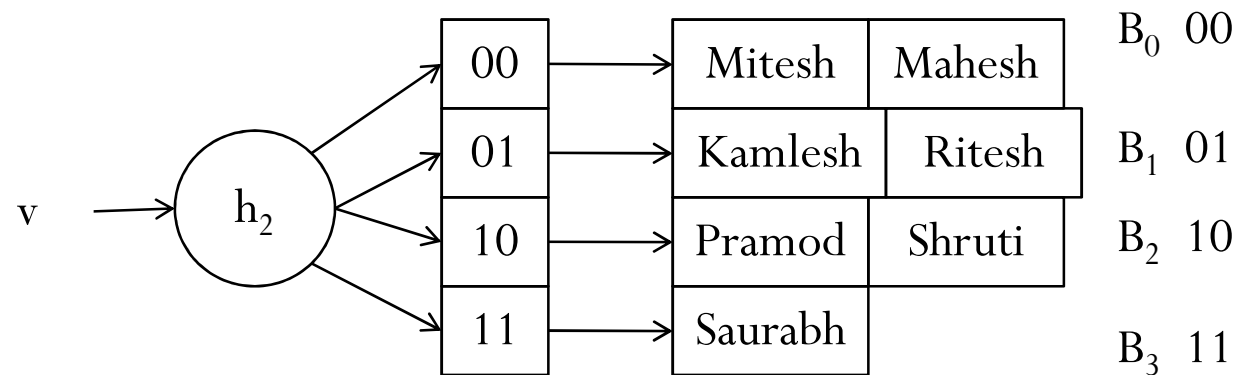 00 Mitesh Mahesh B₀ 00
01 Kamlesh Ritesh B₁ 01
v h₂
10 Pramod Shruti B₂ 10
11 Saurabh B₃ 11